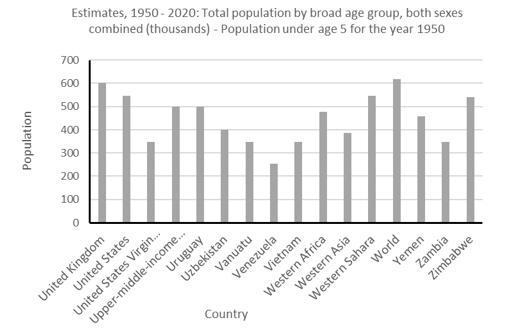 Estimates, 1950 - 2020: Total population by broad age group, both sexes
combined (thousands) - Population under age 5 for the year 1950
700
600
500
400
300
200
100
0
Population
United Kingdom
United States
United States Virgin...
Upper-middle-income...
Uruguay
Uzbekistan
Vanuatu
Venezuela
Vietnam
Western Africa
Western Asia
Western Sahara
World
Yemen
Zambia
Zimbabwe
Country